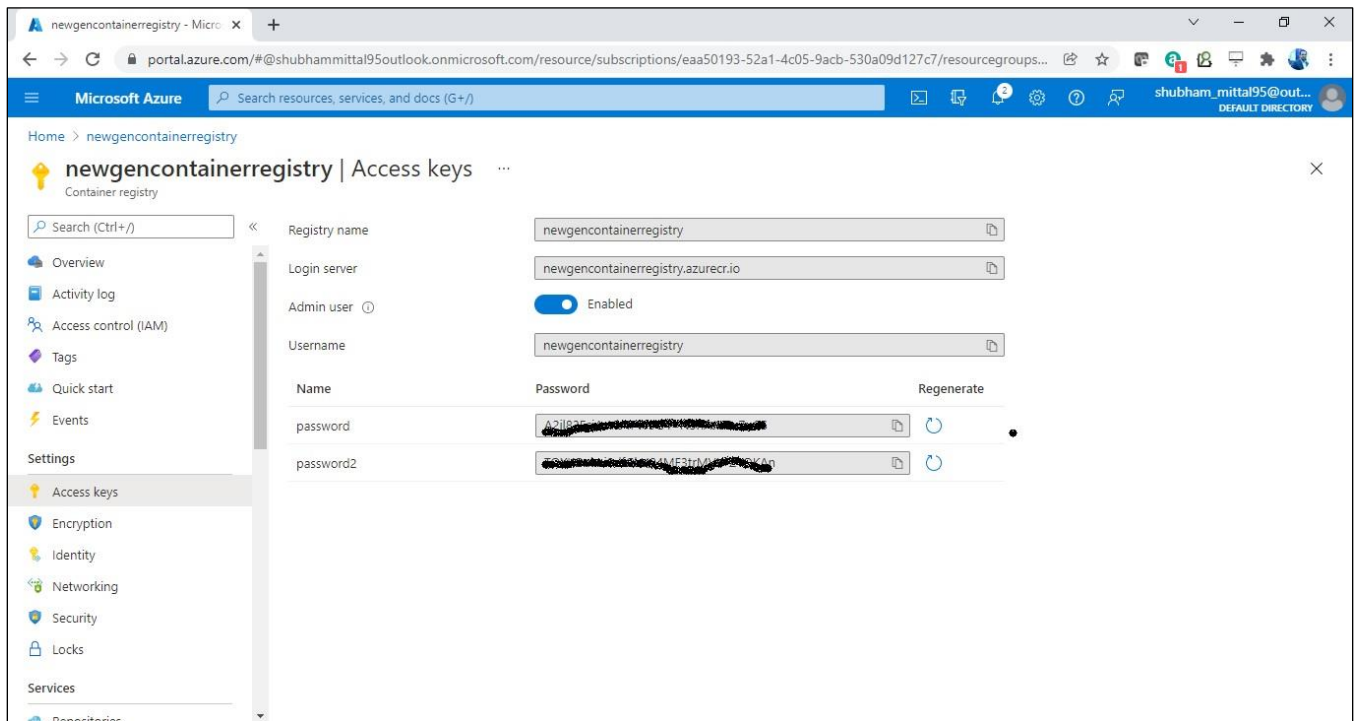 newgencontainerregistry - Micro
portal.azure.com/#@shubhammittal95outlook.onmicrosoft.com/resource/subscriptions/eaa50193-52a1-4c05-9acb-530a09d127c7/resourcegroups...
Microsoft Azure
Search resources, services, and docs (G+/)
2
shubham_mittal95@out...
DEFAULT DIRECTORY
Home > newgencontainerregistry
newgencontainerregistry | Access keys ...
Container registry
Search (Ctrl+/)
«
Overview
Activity log
Access control (IAM)
Tags
Quick start
Events
Settings
Access keys
Encryption
Identity
Networking
Security
Locks
Services
Repositories
Registry name newgencontainerregistry
Login server newgencontainerregistry.azurecr.io
Admin user Enabled
Username newgencontainerregistry
Name Password Regenerate
password
password2